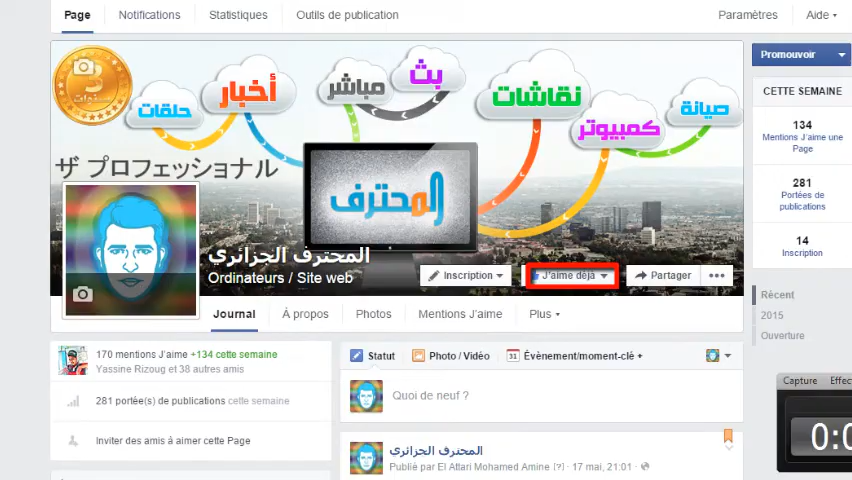 Page Notifications Statistiques Outils de publication Paramètres Aide
حلقات
أخبار
مباشر
بث
نقاشات
كمبيوتر
صيانة
صفحات
ザ プロフェッショナル
المحترف
المحترف الجزائري
Ordinateurs / Site web
Inscription
J'aime déjà
Partager
Journal À propos Photos Mentions J'aime Plus
170 mentions J'aime +134 cette semaine
Yassine Rizoug et 38 autres amis
281 portée(s) de publications cette semaine
Inviter des amis à aimer cette Page
Statut Photo / Vidéo 31 Évènement/moment-clé +
Quoi de neuf ?
المحترف الجزائري
Publié par El Attari Mohamed Amine [?] · 17 mai, 21:01 ·
Promouvoir
CETTE SEMAINE
134
Mentions J'aime une
Page
281
Portées de
publications
14
Inscription
Récent
2015
Ouverture
Capture